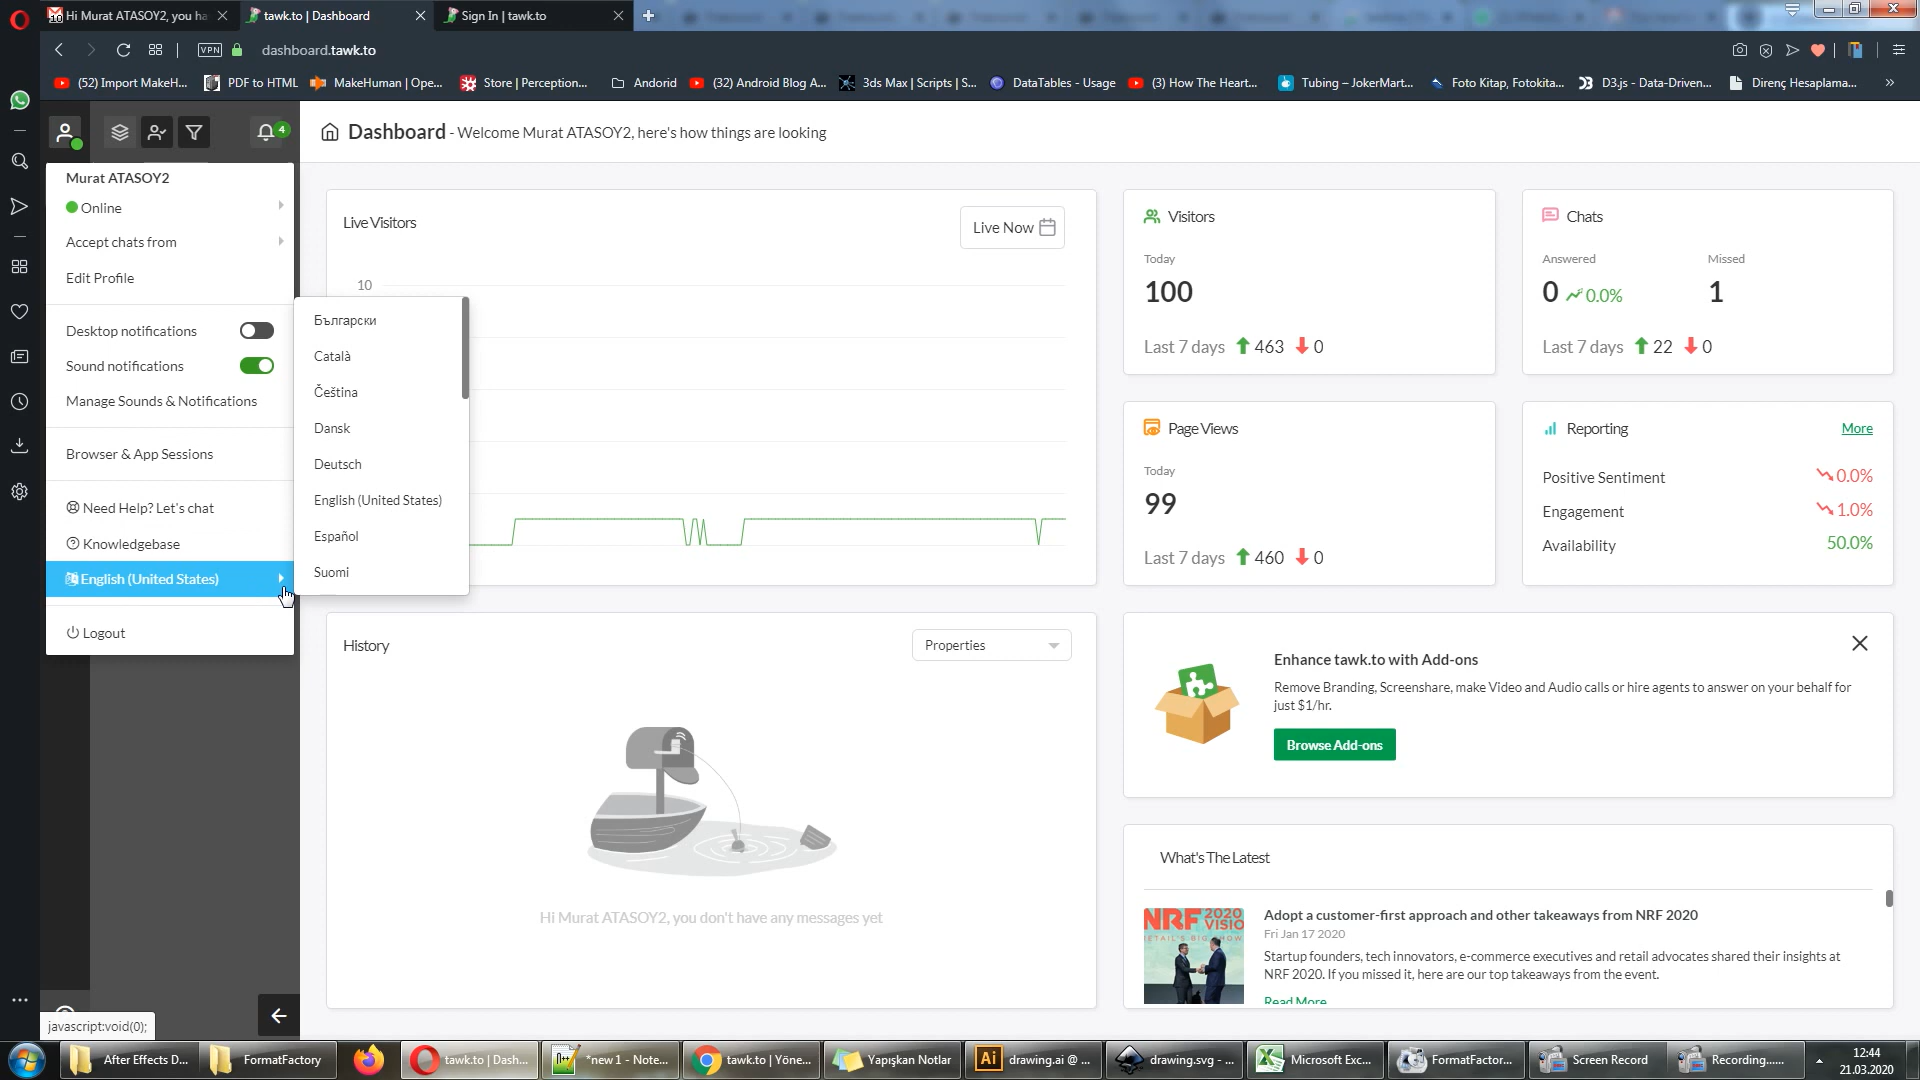 Hi Murat ATASOY2, you ha
tawk.to | Dashboard
Sign In | tawk.to
VPN
dashboard.tawk.to
(52) Import MakeH...
PDF to HTML
MakeHuman | Ope...
Store | Perception...
Andorid
(32) Android Blog A...
3ds Max | Scripts | S...
DataTables - Usage
(3) How The Heart...
Tubing – JokerMart...
Foto Kitap, Fotokita...
D3.js - Data-Driven...
Direnç Hesaplama...
»
4
Dashboard - Welcome Murat ATASOY2, here's how things are looking
Murat ATASOY2
Online
Accept chats from
Edit Profile
Desktop notifications
Sound notifications
Manage Sounds & Notifications
Browser & App Sessions
Need Help? Let's chat
Knowledgebase
English (United States)
Logout
Български
Català
Čeština
Dansk
Deutsch
English (United States)
Español
Suomi
Live Visitors
Live Now
10
Visitors
Today
100
Last 7 days 463 0
Chats
Answered
Missed
0 0.0%
1
Last 7 days 22 0
Page Views
Today
99
Last 7 days 460 0
Reporting
More
Positive Sentiment 0.0%
Engagement 1.0%
Availability 50.0%
History
Properties
Hi Murat ATASOY2, you don't have any messages yet
Enhance tawk.to with Add-ons
Remove Branding, Screenshare, make Video and Audio calls or hire agents to answer on your behalf for
just $1/hr.
Browse Add-ons
What's The Latest
NRF 2020
VISIO
RETAIL'S BIG SHOW
Adopt a customer-first approach and other takeaways from NRF 2020
Fri Jan 17 2020
Startup founders, tech innovators, e-commerce executives and retail advocates shared their insights at
NRF 2020. If you missed it, here are our top takeaways from the event.
Read More
javascript:void(0);
After Effects D...
FormatFactory
tawk.to | Dash...
*new 1 - Note...
tawk.to | Yöne...
Yapışkan Notlar
Ai
drawing.ai @ ...
drawing.svg - ...
Microsoft Exc...
FormatFactor...
Screen Record
Recording......
12:44
21.03.2020